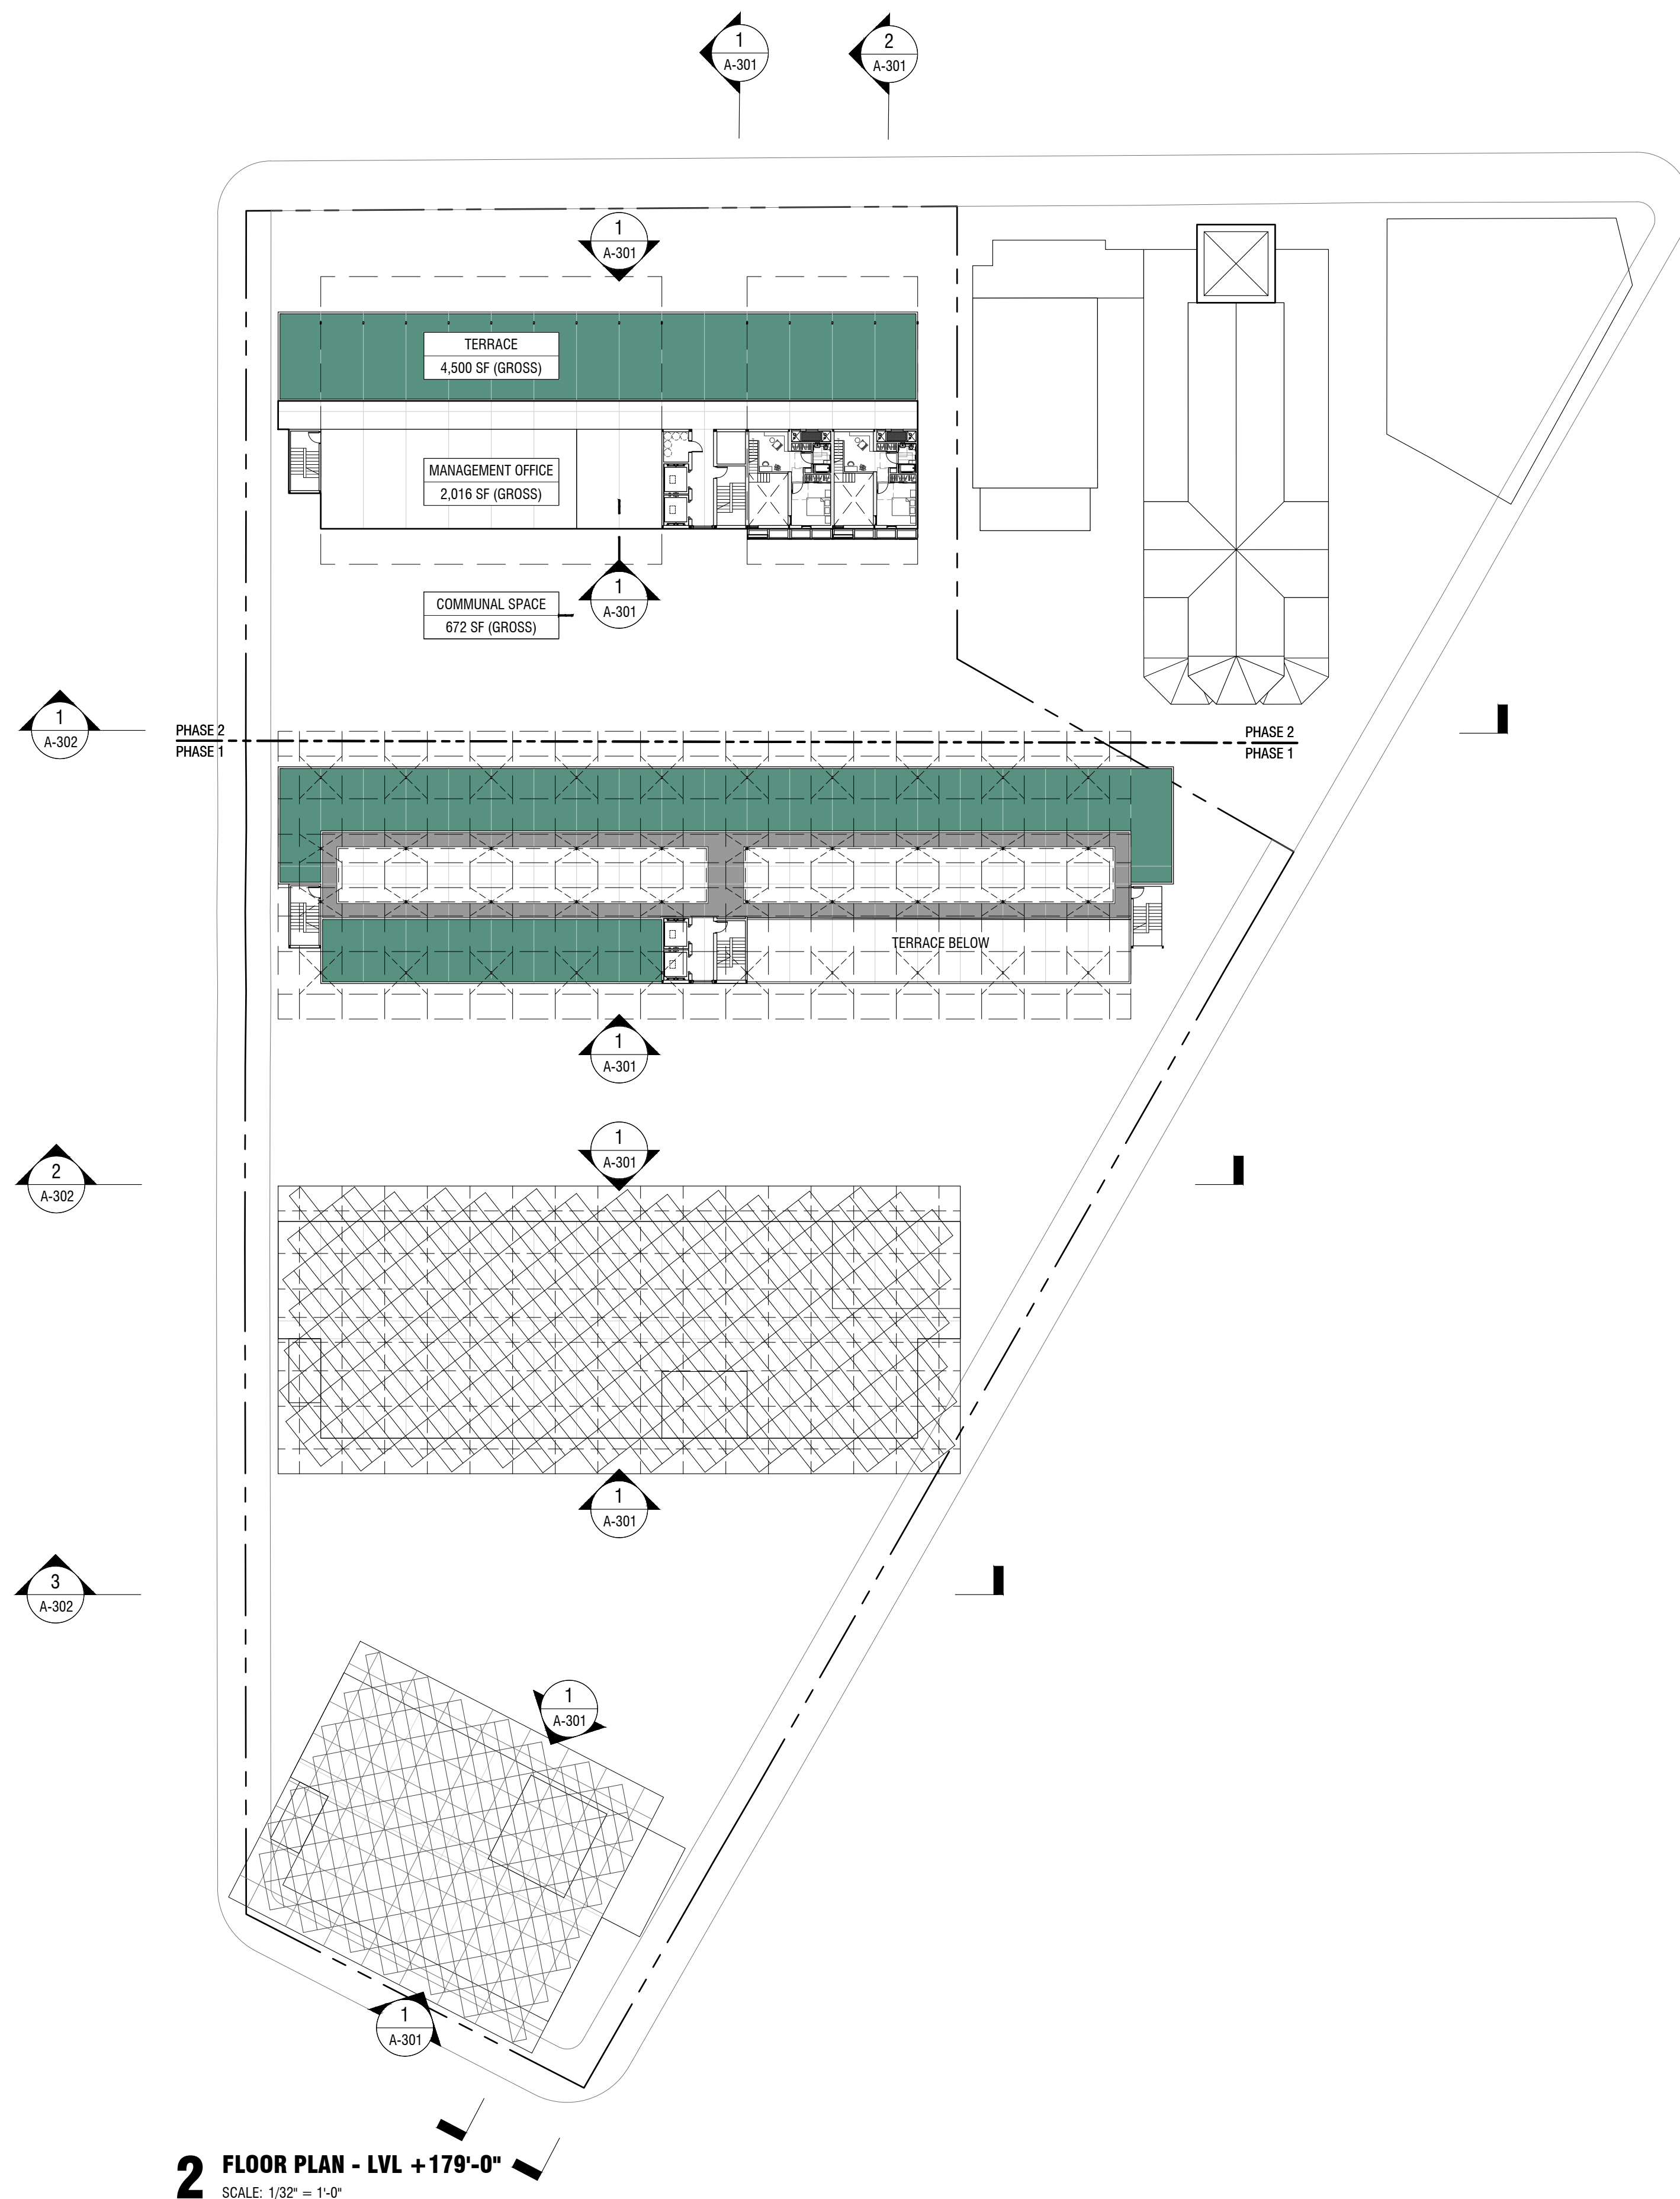 1
A-301
2
A-301
1
A-301
TERRACE
4,500 SF (GROSS)
MANAGEMENT OFFICE
2,016 SF (GROSS)
1
A-301
COMMUNAL SPACE
672 SF (GROSS)
1
A-302
PHASE 2
PHASE 1
PHASE 2
PHASE 1
TERRACE BELOW
1
A-301
1
A-301
2
A-302
1
A-301
3
A-302
1
A-301
1
A-301
2 FLOOR PLAN - LVL +179'-0"
SCALE: 1/32" = 1'-0"